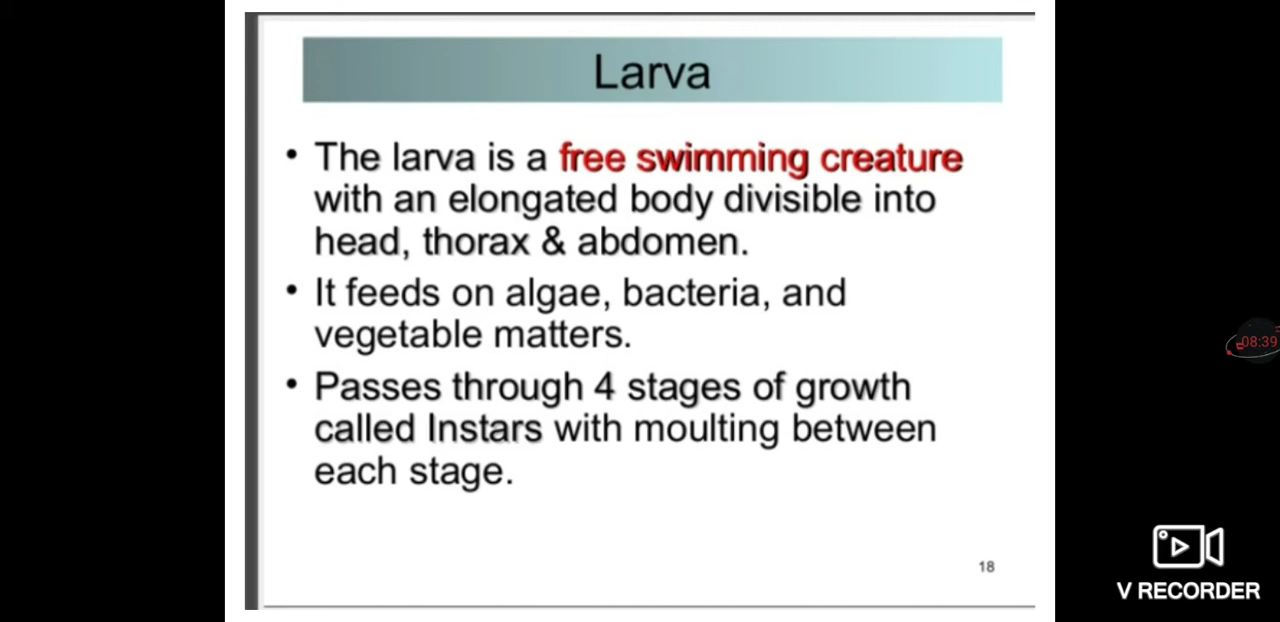 Larva
• The larva is a free swimming creature
with an elongated body divisible into
head, thorax & abdomen.
• It feeds on algae, bacteria, and
vegetable matters.
• Passes through 4 stages of growth
called Instars with moulting between
each stage.
08:39
18
V RECORDER